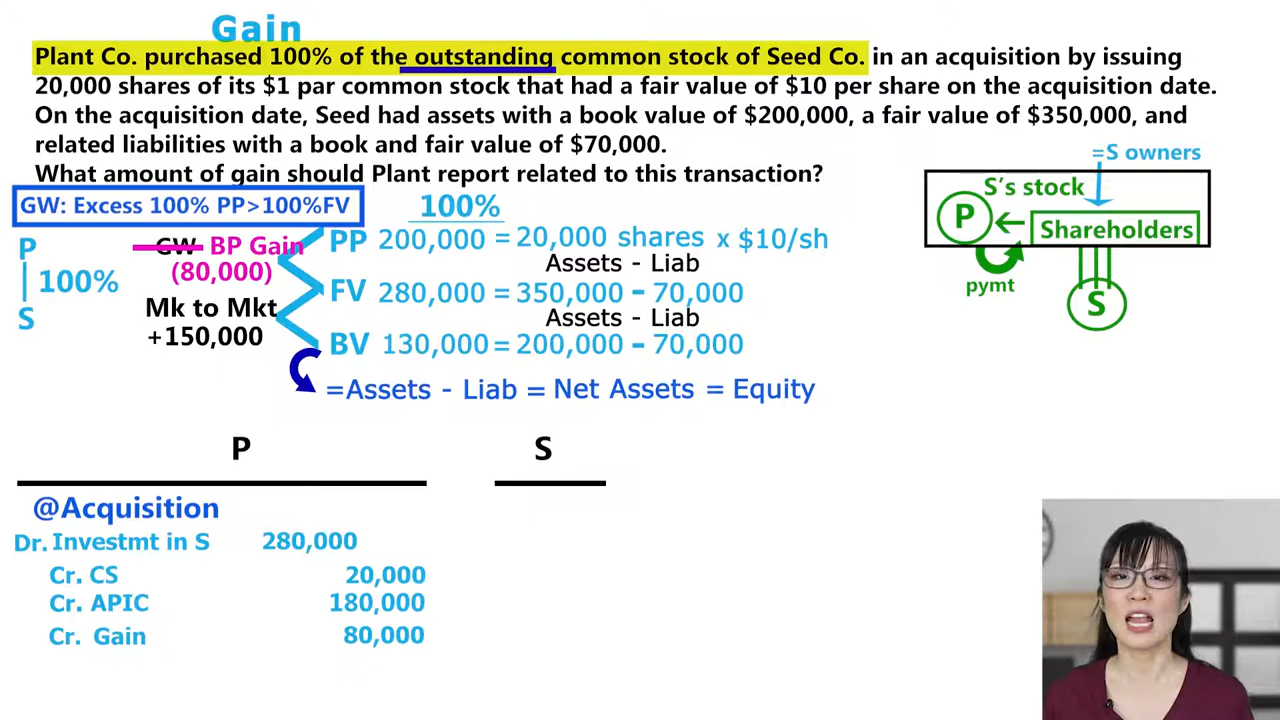 Gain
Plant Co. purchased 100% of the outstanding common stock of Seed Co. in an acquisition by issuing
20,000 shares of its $1 par common stock that had a fair value of $10 per share on the acquisition date.
On the acquisition date, Seed had assets with a book value of $200,000, a fair value of $350,000, and
related liabilities with a book and fair value of $70,000.
What amount of gain should Plant report related to this transaction?
=S owners
S's stock
P
Shareholders
pymt
S
GW: Excess 100% PP>100%FV
100%
P
100%
S
GW BP Gain
(80,000)
Mk to Mkt
+150,000
PP 200,000 = 20,000 shares x $10/sh
Assets - Liab
FV 280,000 = 350,000 - 70,000
Assets - Liab
BV 130,000 = 200,000 - 70,000
=Assets - Liab = Net Assets = Equity
P
S
@Acquisition
Dr. Investmt in S 280,000
Cr. CS 20,000
Cr. APIC 180,000
Cr. Gain 80,000